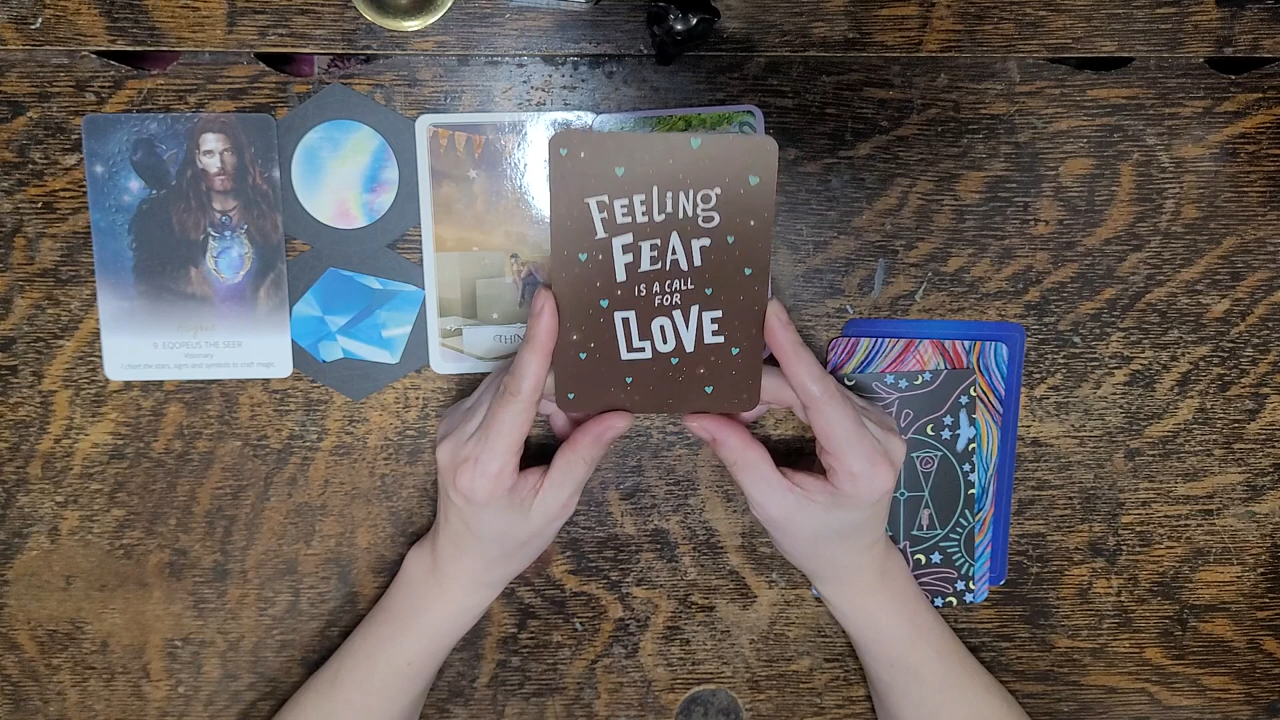 9 EQOPEUS THE SEER
Visionary
I chart the stars, signs and symbols to craft magic.
THIN
FEELING
FEAR
IS A CALL
FOR
LOVE